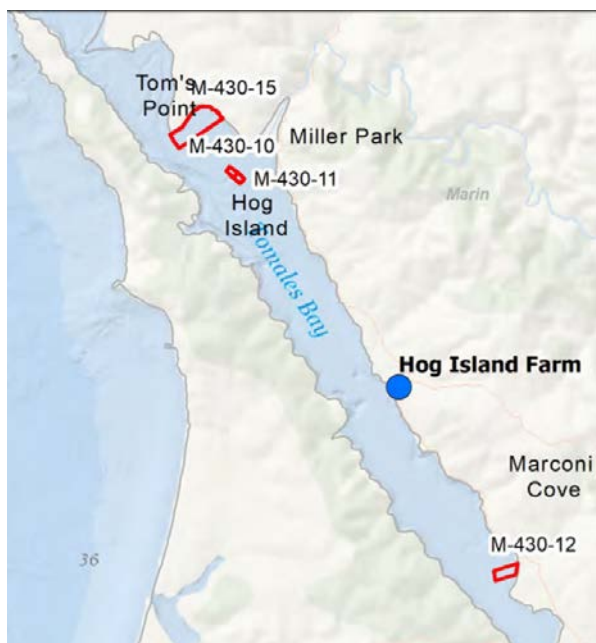 Tom's
Point
M-430-15
M-430-10
Miller Park
M-430-11
Hog
Island
Marin
Tomales Bay
Hog Island Farm
Marconi
Cove
M-430-12
36